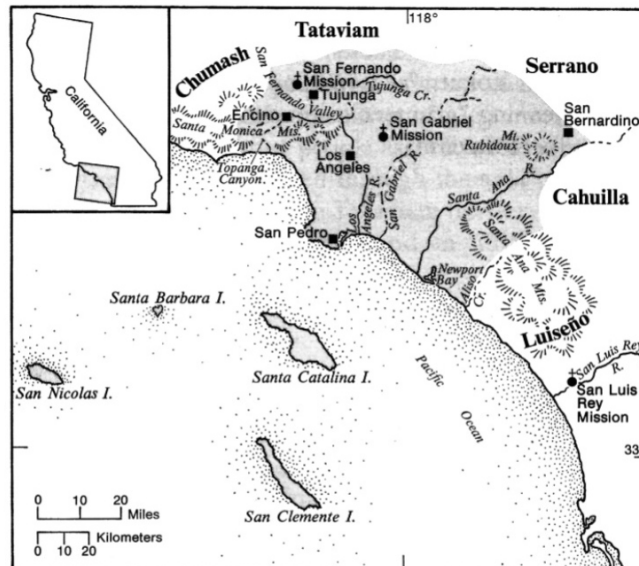 118°
Tataviam
Chumash
Serrano
California
San Fernando
Mission
Tujunga
Tujunga Cr.
San Fernando Valley
Encino
San Gabriel
Mission
San
Bernardino
Mt.
Rubidoux
Santa
Monica
Mts.
Topanga
Canyon
Los
Angeles
Los Angeles R.
San Gabriel R.
Santa Ana R.
Cahuilla
San Pedro
Santa
Ana
Mts.
Newport
Bay
Aliso
Cr.
Luiseño
Santa Barbara I.
Santa Catalina I.
San Nicolas I.
Pacific
Ocean
San Luis Rey
R.
San Luis
Rey
Mission
33
San Clemente I.
0 10 20
Miles
0 10 20
Kilometers